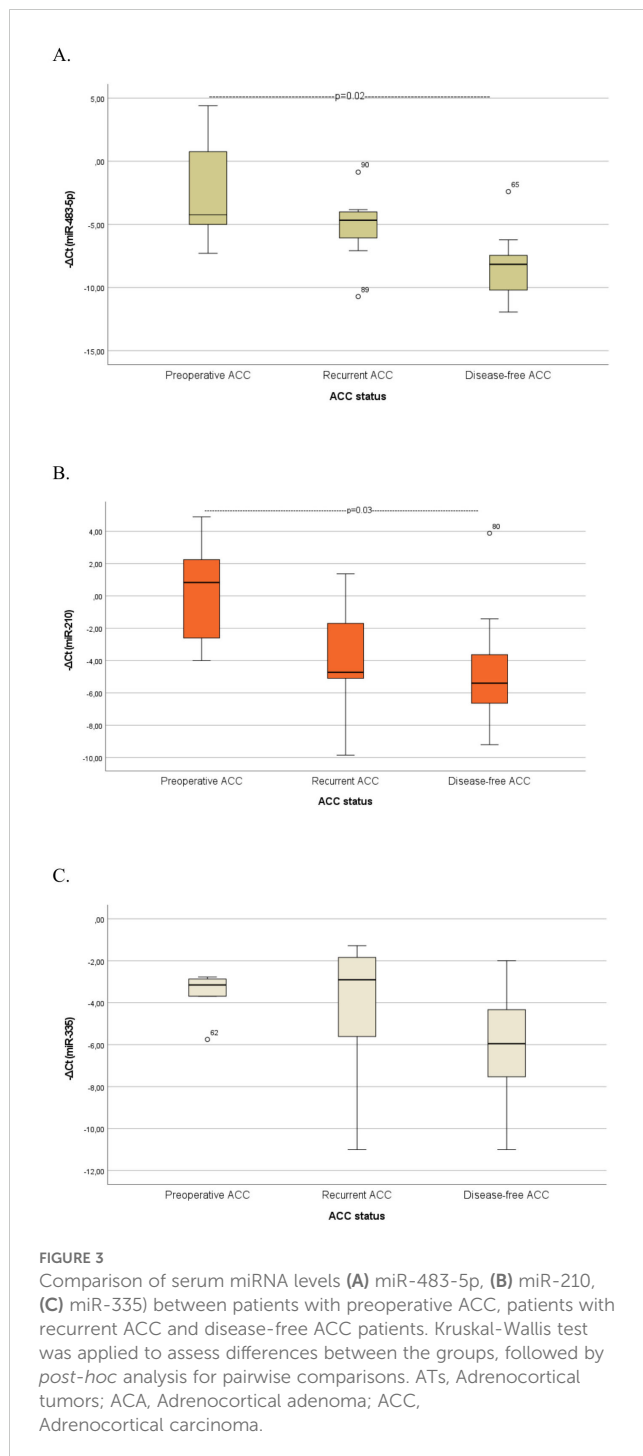 A.
p=0.02
5,00
,00
-5,00
-10,00
-15,00
-ΔCt (miR-483-5p)
90
89
65
Preoperative ACC Recurrent ACC Disease-free ACC
ACC status
B.
p=0.03
4,00
2,00
,00
-2,00
-4,00
-6,00
-8,00
-10,00
-ΔCt (miR-210)
80
Preoperative ACC Recurrent ACC Disease-free ACC
ACC status
C.
,00
-2,00
-4,00
-6,00
-8,00
-10,00
-12,00
-ΔCt (miR-335)
62
Preoperative ACC Recurrent ACC Disease-free ACC
ACC status
FIGURE 3
Comparison of serum miRNA levels (A) miR-483-5p, (B) miR-210,
(C) miR-335) between patients with preoperative ACC, patients with
recurrent ACC and disease-free ACC patients. Kruskal-Wallis test
was applied to assess differences between the groups, followed by
post-hoc analysis for pairwise comparisons. ATs, Adrenocortical
tumors; ACA, Adrenocortical adenoma; ACC,
Adrenocortical carcinoma.